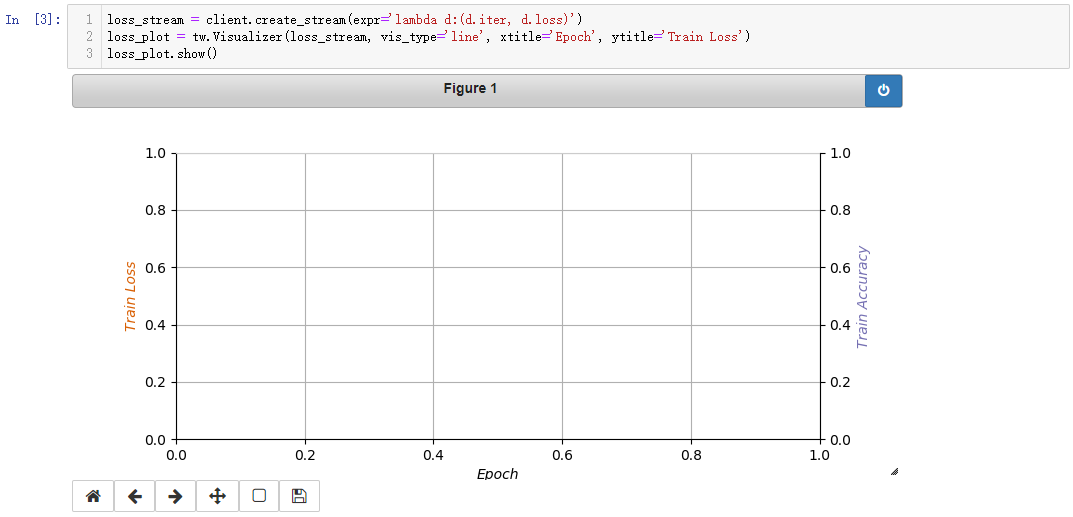 In [3]:
1 loss_stream = client.create_stream(expr='lambda d:(d.iter, d.loss)')
2 loss_plot = tw.Visualizer(loss_stream, vis_type='line', xtitle='Epoch', ytitle='Train Loss')
3 loss_plot.show()
Figure 1
1.0
0.8
0.6
0.4
0.2
0.0
Train Loss
1.0
0.8
0.6
0.4
0.2
0.0
Train Accuracy
0.0 0.2 0.4 0.6 0.8 1.0
Epoch